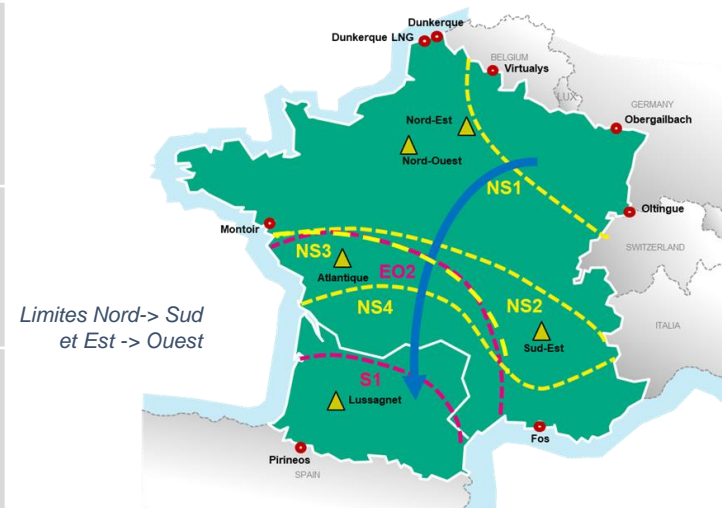 Dunkerque
Dunkerque LNG
BELGIUM
Virtualys
LUX
GERMANY
Nord-Est
Obergailbach
Nord-Ouest
NS1
Oltingue
Montoir
NS3
SWITZERLAND
EO2
Atlantique
NS4
NS2
Limites Nord-> Sud
et Est -> Ouest
ITALIA
Sud-Est
S1
Lussagnet
Fos
Pirineos
SPAIN